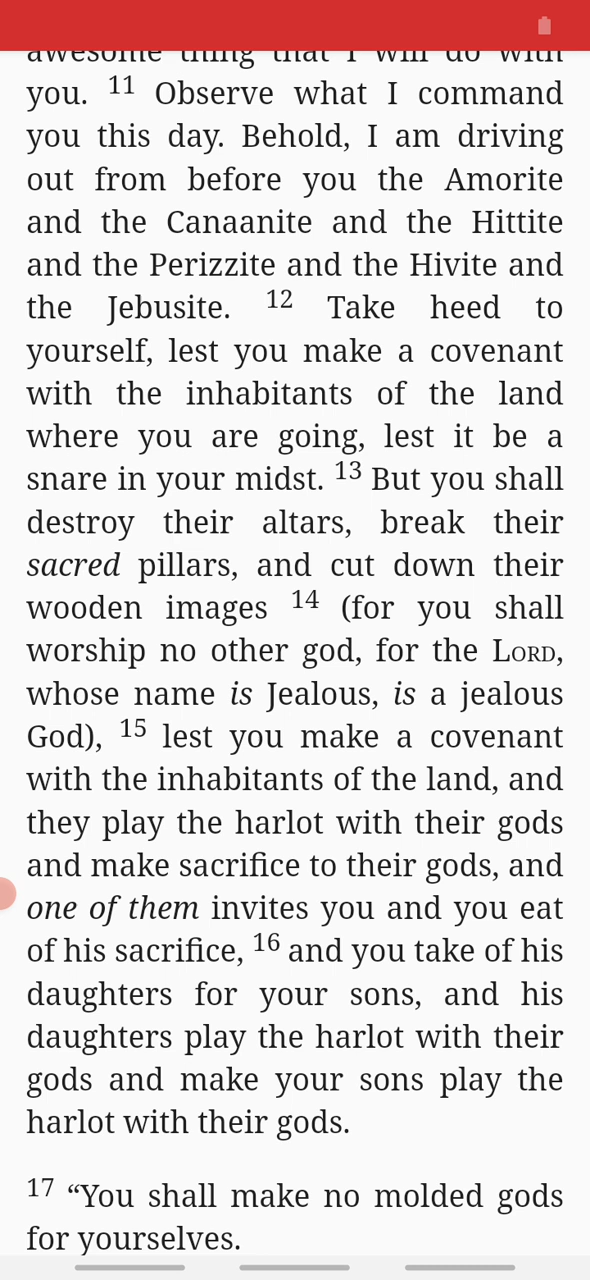 awesome thing that I will do with
you. 11 Observe what I command
you this day. Behold, I am driving
out from before you the Amorite
and the Canaanite and the Hittite
and the Perizzite and the Hivite and
the Jebusite. 12 Take heed to
yourself, lest you make a covenant
with the inhabitants of the land
where you are going, lest it be a
snare in your midst. 13 But you shall
destroy their altars, break their
sacred pillars, and cut down their
wooden images 14 (for you shall
worship no other god, for the LORD,
whose name is Jealous, is a jealous
God), 15 lest you make a covenant
with the inhabitants of the land, and
they play the harlot with their gods
and make sacrifice to their gods, and
one of them invites you and you eat
of his sacrifice, 16 and you take of his
daughters for your sons, and his
daughters play the harlot with their
gods and make your sons play the
harlot with their gods.
17 “You shall make no molded gods
for yourselves.